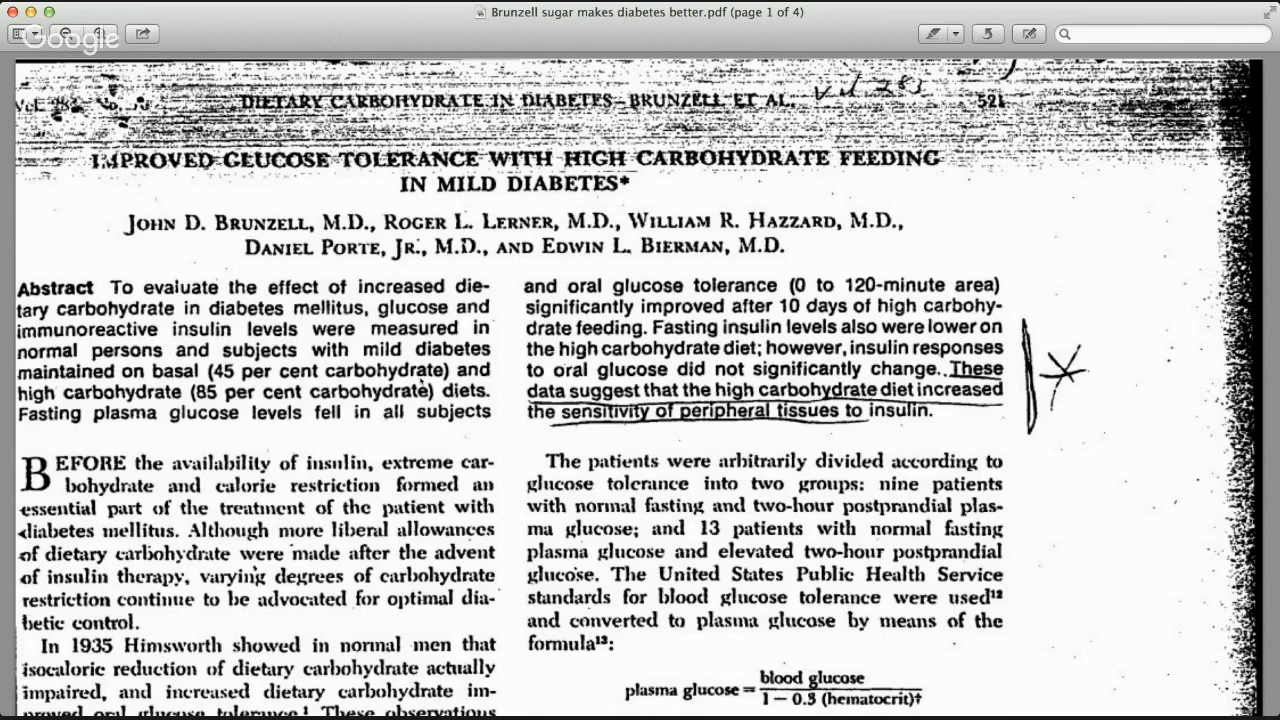 Brunzell sugar makes diabetes better.pdf (page 1 of 4)
Google
DIETARY CARBOHYDRATE IN DIABETES—BRUNZELL ET AL.
521
IMPROVED GLUCOSE TOLERANCE WITH HIGH CARBOHYDRATE FEEDING
IN MILD DIABETES*
JOHN D. BRUNZELL, M.D., ROGER L. LERNER, M.D., WILLIAM R. HAZZARD, M.D.,
DANIEL PORTE, JR., M.D., AND EDWIN L. BIERMAN, M.D.
Abstract To evaluate the effect of increased die-
tary carbohydrate in diabetes mellitus, glucose and
immunoreactive insulin levels were measured in
normal persons and subjects with mild diabetes
maintained on basal (45 per cent carbohydrate) and
high carbohydrate (85 per cent carbohydrate) diets.
Fasting plasma glucose levels fell in all subjects
and oral glucose tolerance (0 to 120-minute area)
significantly improved after 10 days of high carbohy-
drate feeding. Fasting insulin levels also were lower on
the high carbohydrate diet; however, insulin responses
to oral glucose did not significantly change. These
data suggest that the high carbohydrate diet increased
the sensitivity of peripheral tissues to insulin.
BEFORE the availability of insulin, extreme car-
bohydrate and calorie restriction formed an
essential part of the treatment of the patient with
diabetes mellitus. Although more liberal allowances
of dietary carbohydrate were made after the advent
of insulin therapy, varying degrees of carbohydrate
restriction continue to be advocated for optimal dia-
betic control.
In 1935 Himsworth showed in normal men that
isocaloric reduction of dietary carbohydrate actually
impaired, and increased dietary carbohydrate im-
proved oral glucose tolerance.¹ These observations
The patients were arbitrarily divided according to
glucose tolerance into two groups: nine patients
with normal fasting and two-hour postprandial plas-
ma glucose; and 13 patients with normal fasting
plasma glucose and elevated two-hour postprandial
glucose. The United States Public Health Service
standards for blood glucose tolerance were used¹²
and converted to plasma glucose by means of the
formula¹³:
plasma glucose = blood glucose
1 − 0.3 (hematocrit)†